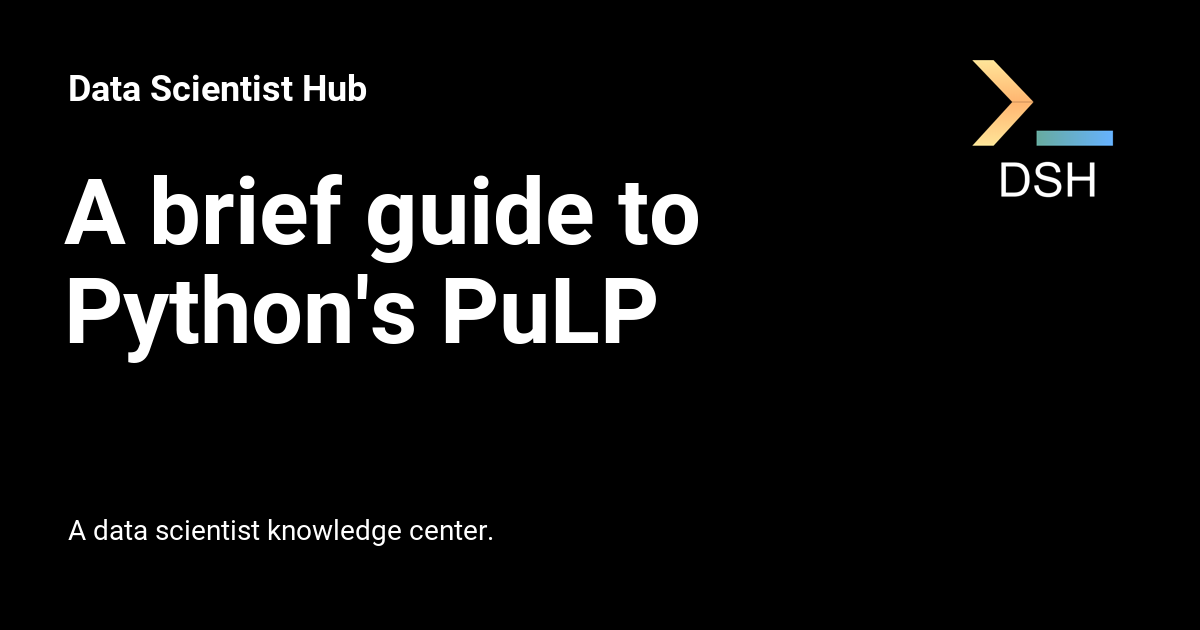 Data Scientist Hub
DSH
A brief guide to
Python's PuLP
A data scientist knowledge center.